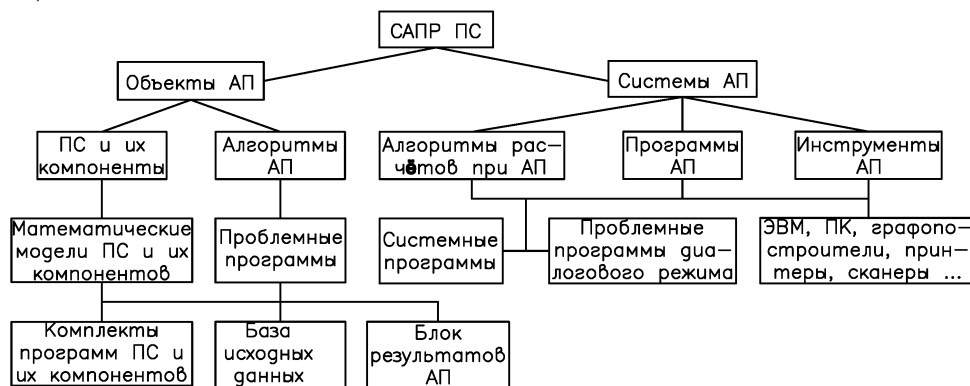 САПР ПС
Объекты АП
Системы АП
ПС и их
компоненты
Алгоритмы
АП
Алгоритмы рас-
чётов при АП
Программы
АП
Инструменты
АП
Математические
модели ПС и их
компонентов
Проблемные
программы
Системные
программы
Проблемные
программы диа-
логового режима
ЭВМ, ПК, графопо-
строители, прин-
теры, сканеры ...
Комплекты
программ ПС и
их компонентов
База
исходных
данных
Блок
результатов
АП